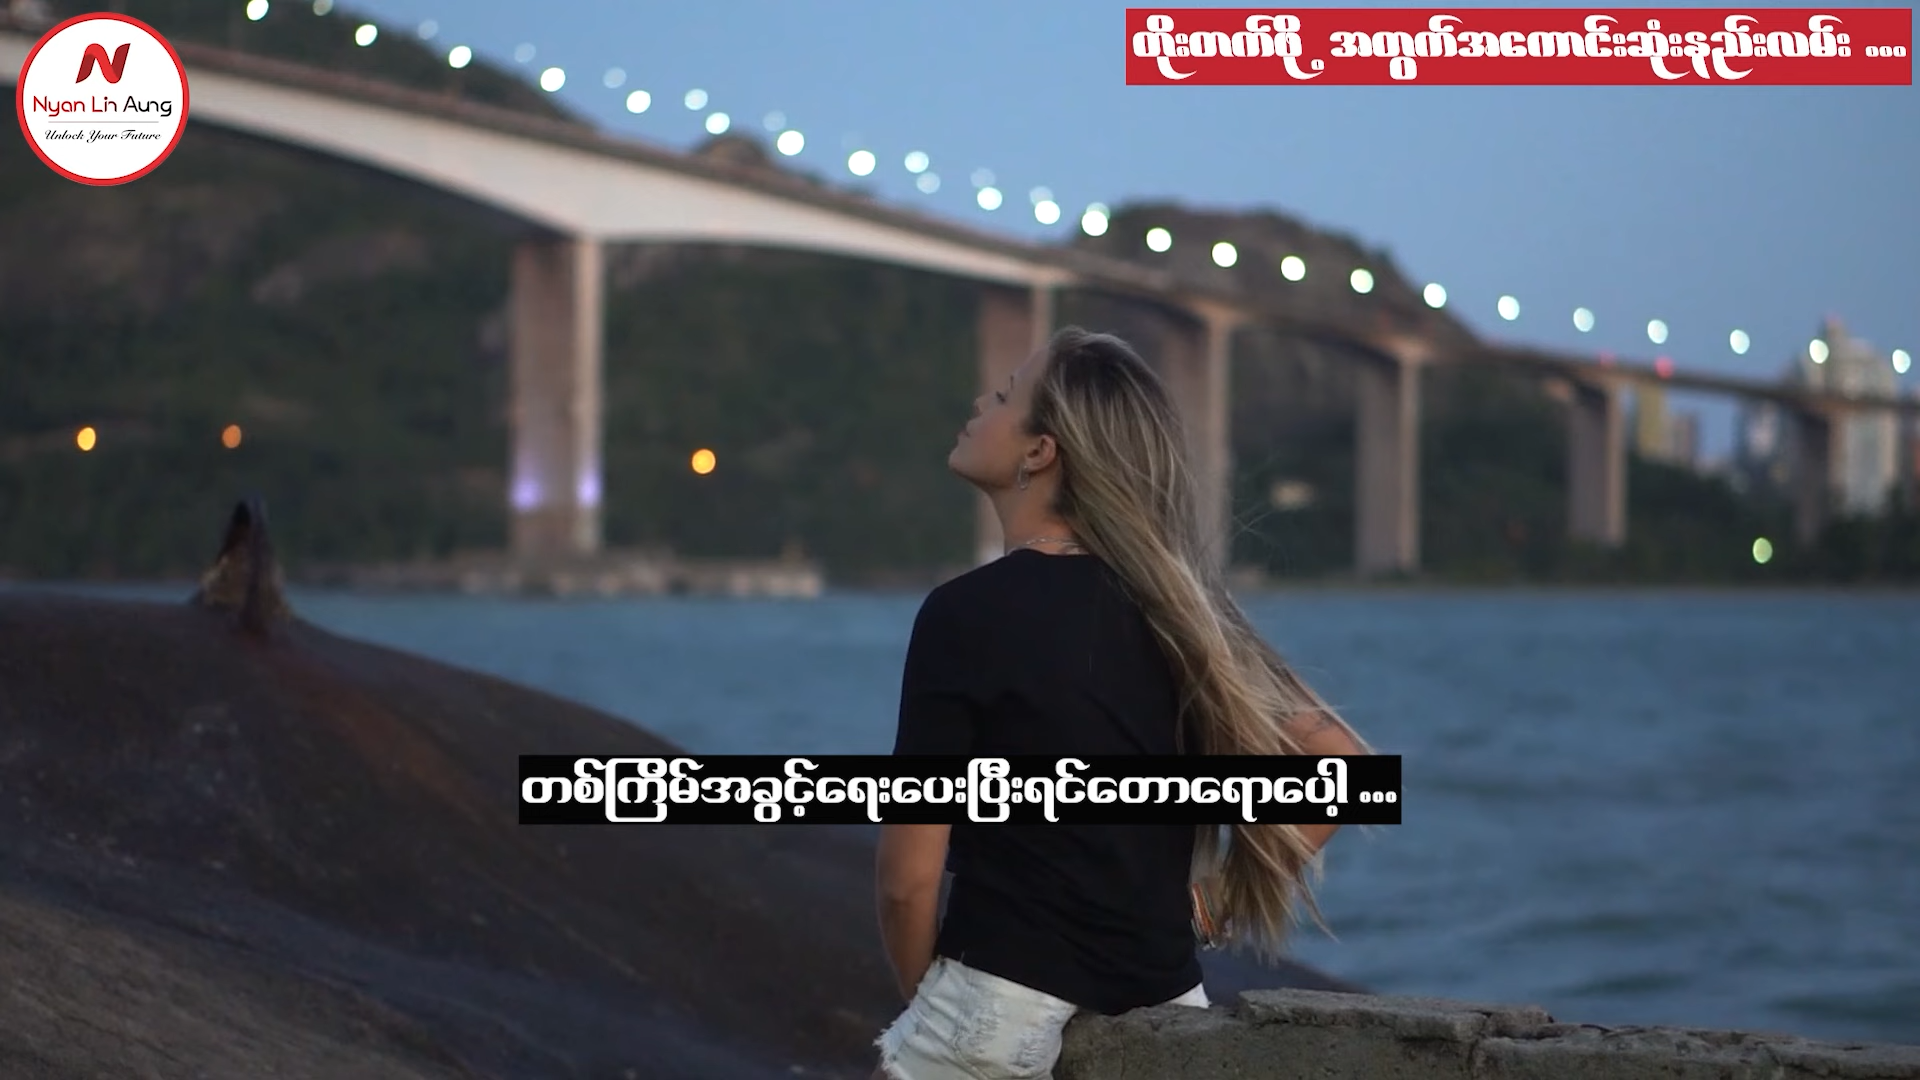 N
Nyan Lin Aung
Unlock Your Future
တိုးတက်ဖို့ အတွက်အကောင်းဆုံးနည်းလမ်း ...
တစ်ကြိမ်အခွင့်ရေးပေးပြီးရင်တော့ရောပေါ့ ...